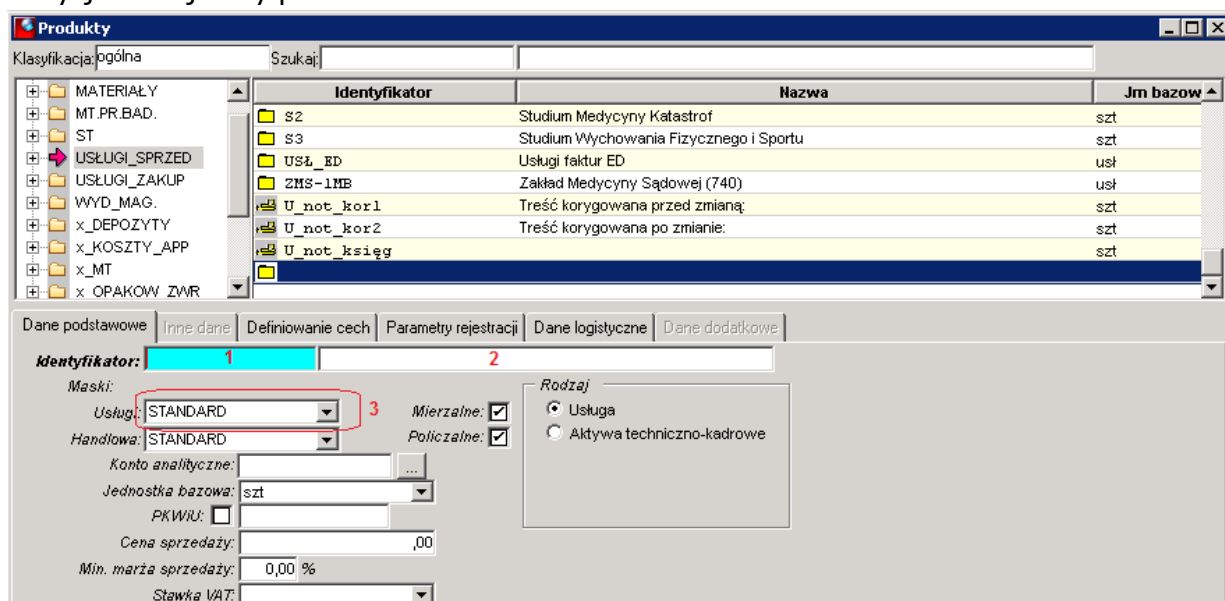 Produkty
Klasyfikacja: ogólna Szukaj:
MATERIAŁY
MT.PR.BAD.
ST
USŁUGI_SPRZED
USŁUGI_ZAKUP
WYD_MAG.
x_DEPOZYTY
x_KOSZTY_APP
x_MT
x_OPAKOW_ZWR
Identyfikator Nazwa Jm bazow
S2 Studium Medycyny Katastrof szt
S3 Studium Wychowania Fizycznego i Sportu szt
USŁ_ED Usługi faktur ED usł
ZMS-1MB Zakład Medycyny Sądowej (740) usł
U_not_kor1 Treść korygowana przed zmianą: szt
U_not_kor2 Treść korygowana po zmianie: szt
U_not_księg szt
Dane podstawowe Inne dane Definiowanie cech Parametry rejestracji Dane logistyczne Dane dodatkowe
Identyfikator: 1 2
Maski:
Usług.: STANDARD 3 Mierzalne:
Handlowa: STANDARD Policzalne:
Rodzaj
Usługa
Aktywa techniczno-kadrowe
Konto analityczne: ...
Jednostka bazowa: szt
PKWiU:
Cena sprzedaży: ,00
Min. marża sprzedaży: 0,00 %
Stawka VAT: